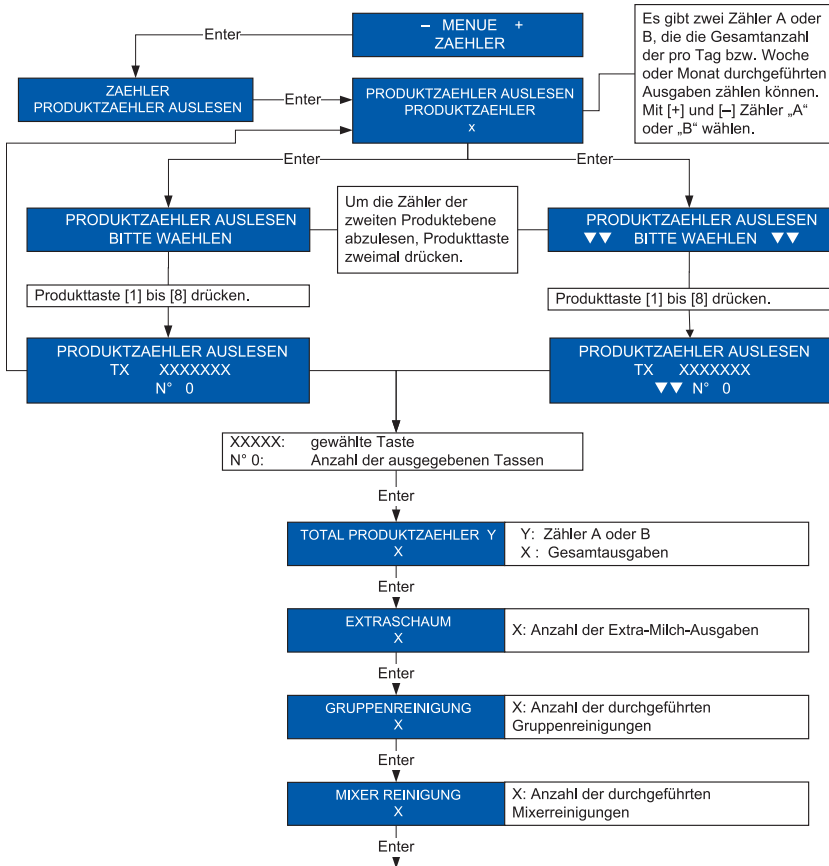 – MENUE +
ZAEHLER
Enter
Es gibt zwei Zähler A oder
B, die die Gesamtanzahl
der pro Tag bzw. Woche
oder Monat durchgeführten
Ausgaben zählen können.
Mit [+] und [–] Zähler „A“
oder „B“ wählen.
ZAEHLER
PRODUKTZAEHLER AUSLESEN
Enter
PRODUKTZAEHLER AUSLESEN
PRODUKTZAEHLER
x
Enter
Enter
PRODUKTZAEHLER AUSLESEN
BITTE WAEHLEN
Um die Zähler der
zweiten Produktebene
abzulesen, Produkttaste
zweimal drücken.
PRODUKTZAEHLER AUSLESEN
▼▼ BITTE WAEHLEN ▼▼
Produkttaste [1] bis [8] drücken.
Produkttaste [1] bis [8] drücken.
PRODUKTZAEHLER AUSLESEN
TX XXXXXXX
N° 0
PRODUKTZAEHLER AUSLESEN
TX XXXXXXX
▼▼ N° 0
XXXXX: gewählte Taste
N° 0: Anzahl der ausgegebenen Tassen
Enter
TOTAL PRODUKTZAEHLER Y
X
Y: Zähler A oder B
X : Gesamtausgaben
Enter
EXTRASCHAUM
X
X: Anzahl der Extra-Milch-Ausgaben
Enter
GRUPPENREINIGUNG
X
X: Anzahl der durchgeführten
Gruppenreinigungen
Enter
MIXER REINIGUNG
X
X: Anzahl der durchgeführten
Mixerreinigungen
Enter